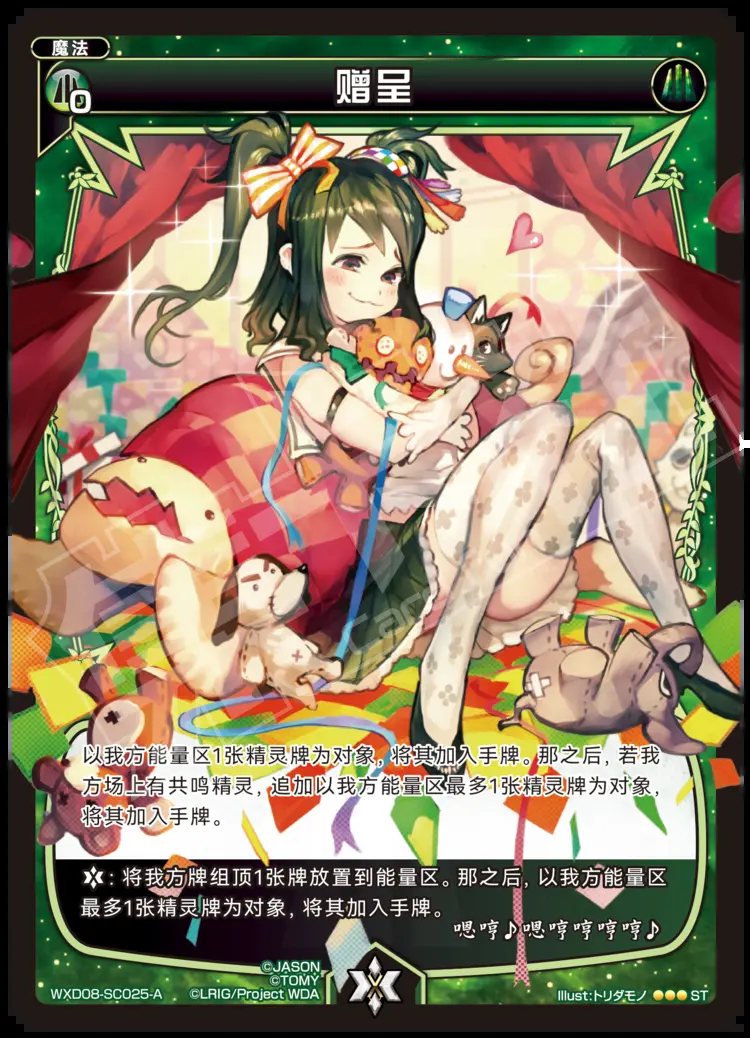 魔法
0
赠呈
以我方能量区1张精灵牌为对象, 将其加入手牌。那之后, 若我
方场上有共鸣精灵, 追加以我方能量区最多1张精灵牌为对象,
将其加入手牌。
: 将我方牌组顶1张牌放置到能量区。那之后, 以我方能量区
最多1张精灵牌为对象, 将其加入手牌。
嗯哼♪嗯哼哼哼哼♪
©JASON
©TOMY
WXD08-SC025-A ©LRIG/Project WDA
Illust:トリダモノ ST